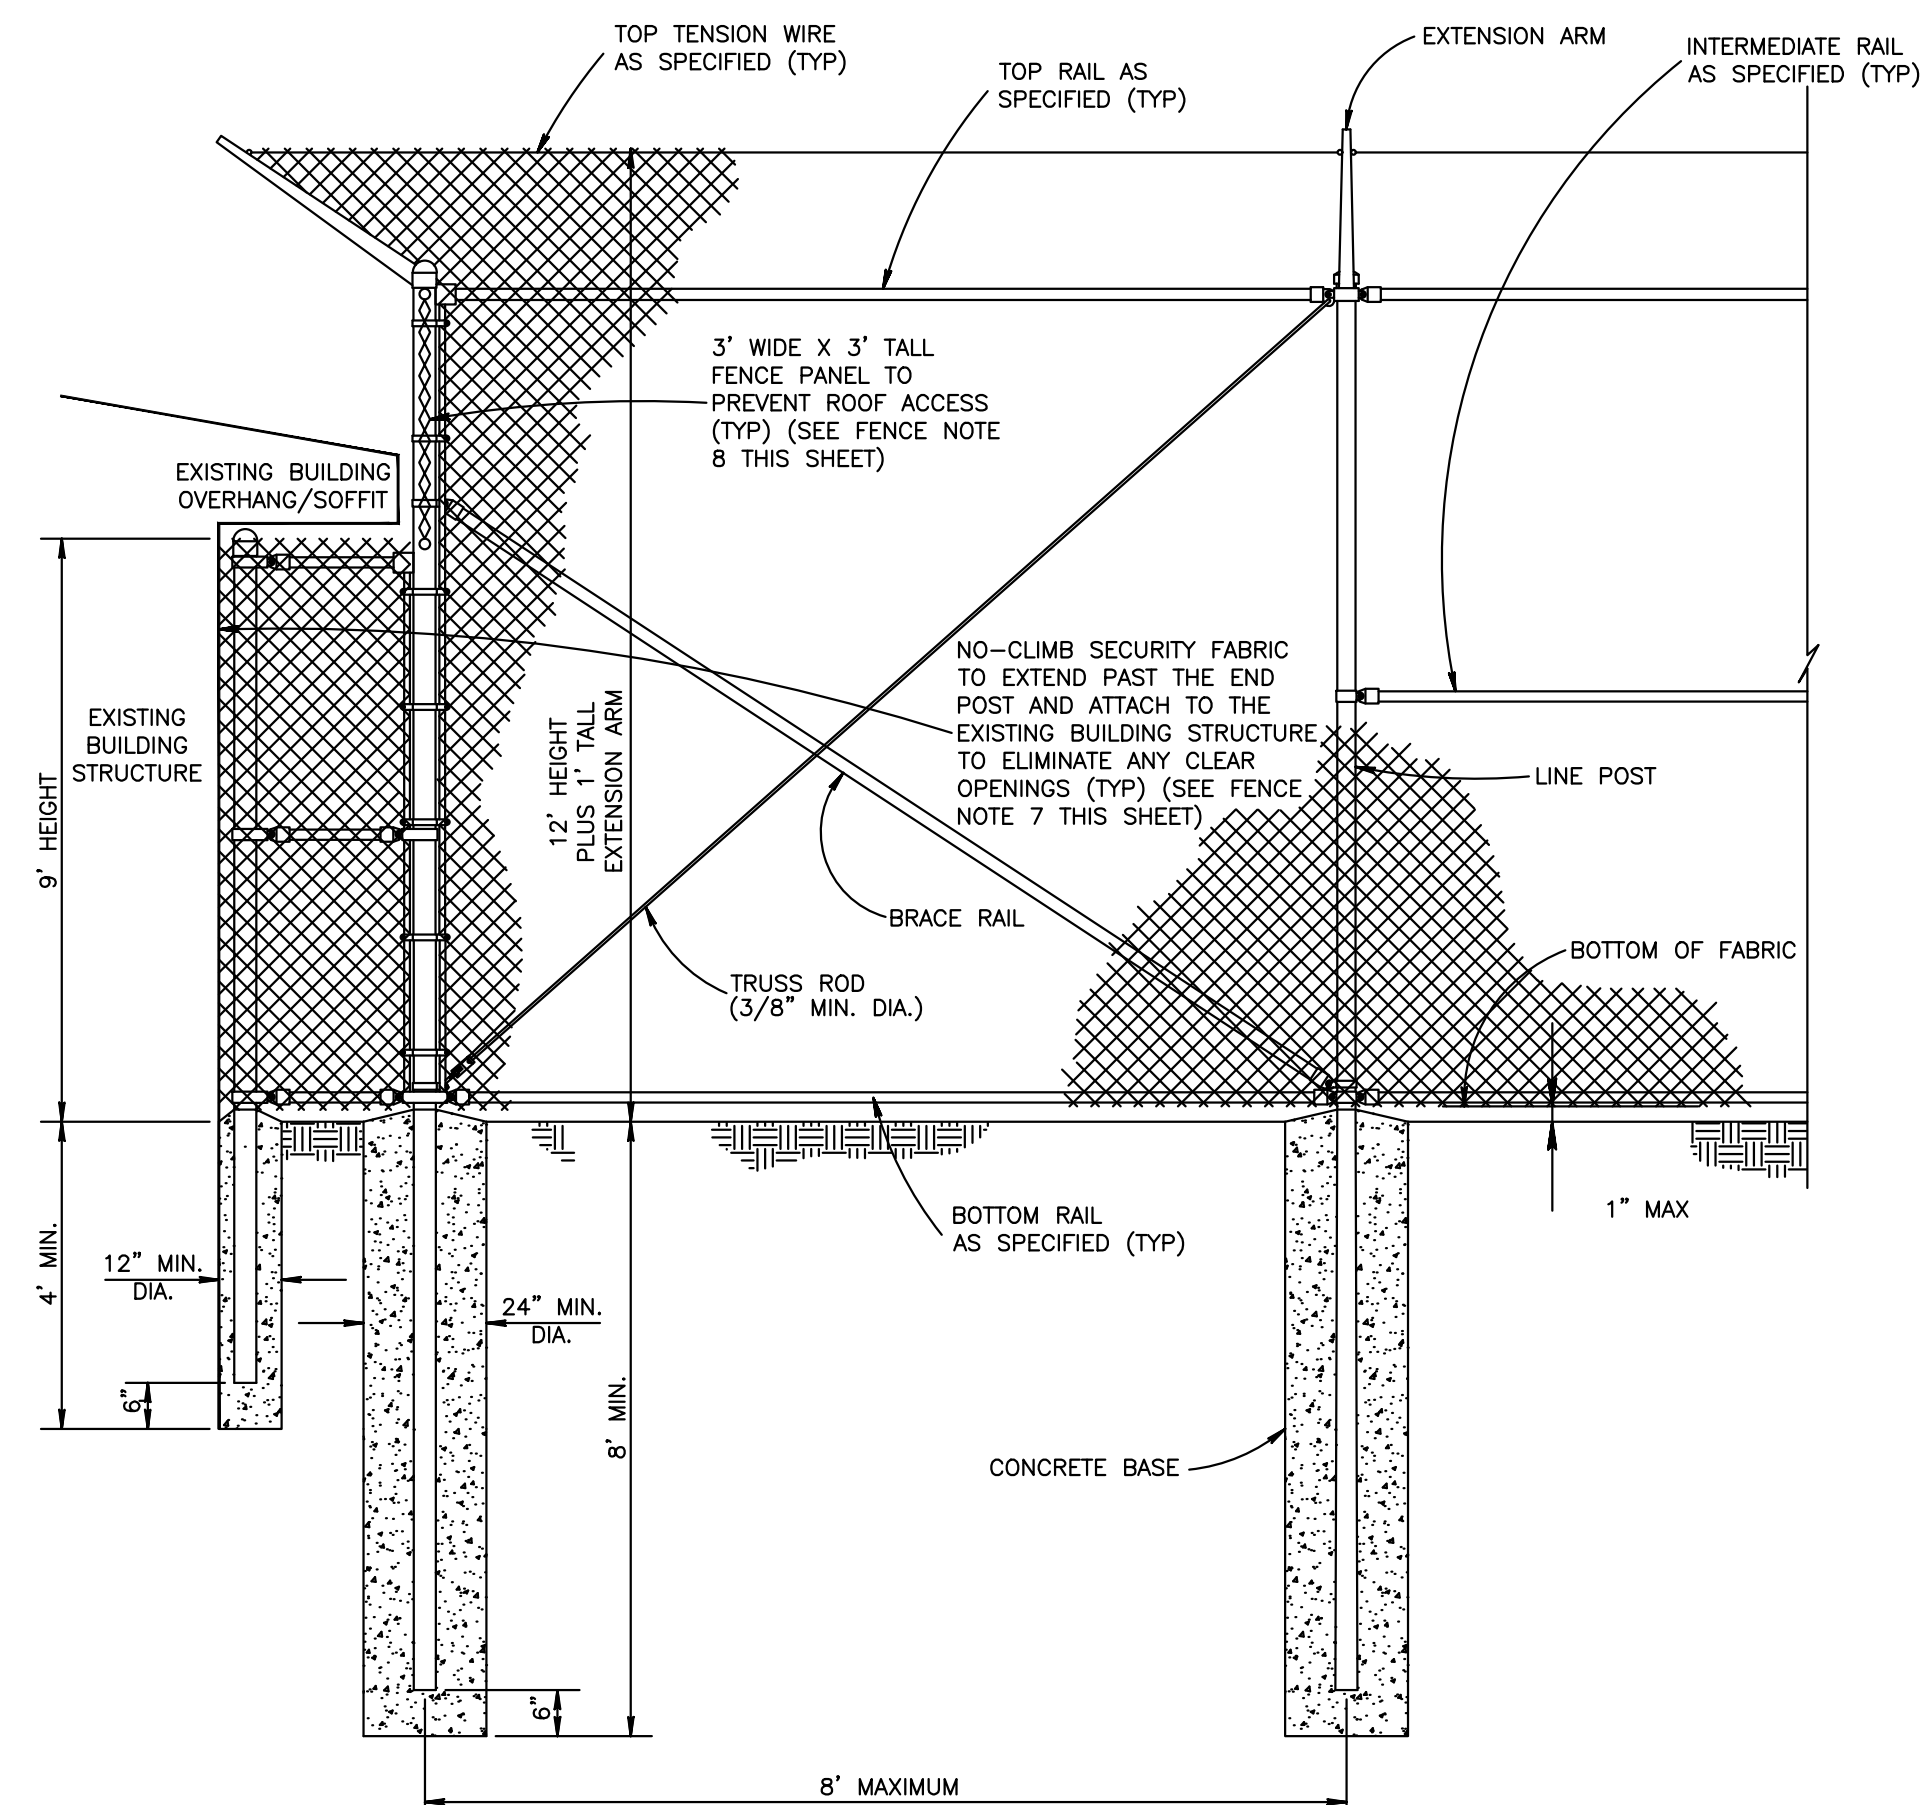 TOP TENSION WIRE
AS SPECIFIED (TYP)
TOP RAIL AS
SPECIFIED (TYP)
EXTENSION ARM
INTERMEDIATE RAIL
AS SPECIFIED (TYP)
3' WIDE X 3' TALL
FENCE PANEL TO
PREVENT ROOF ACCESS
(TYP) (SEE FENCE NOTE
8 THIS SHEET)
EXISTING BUILDING
OVERHANG/SOFFIT
EXISTING
BUILDING
STRUCTURE
9' HEIGHT
12' HEIGHT
PLUS 1' TALL
EXTENSION ARM
NO-CLIMB SECURITY FABRIC
TO EXTEND PAST THE END
POST AND ATTACH TO THE
EXISTING BUILDING STRUCTURE
TO ELIMINATE ANY CLEAR
OPENINGS (TYP) (SEE FENCE
NOTE 7 THIS SHEET)
LINE POST
BRACE RAIL
TRUSS ROD
(3/8" MIN. DIA.)
BOTTOM OF FABRIC
1" MAX
BOTTOM RAIL
AS SPECIFIED (TYP)
4' MIN.
12" MIN.
DIA.
24" MIN.
DIA.
6"
8' MIN.
CONCRETE BASE
6"
8' MAXIMUM